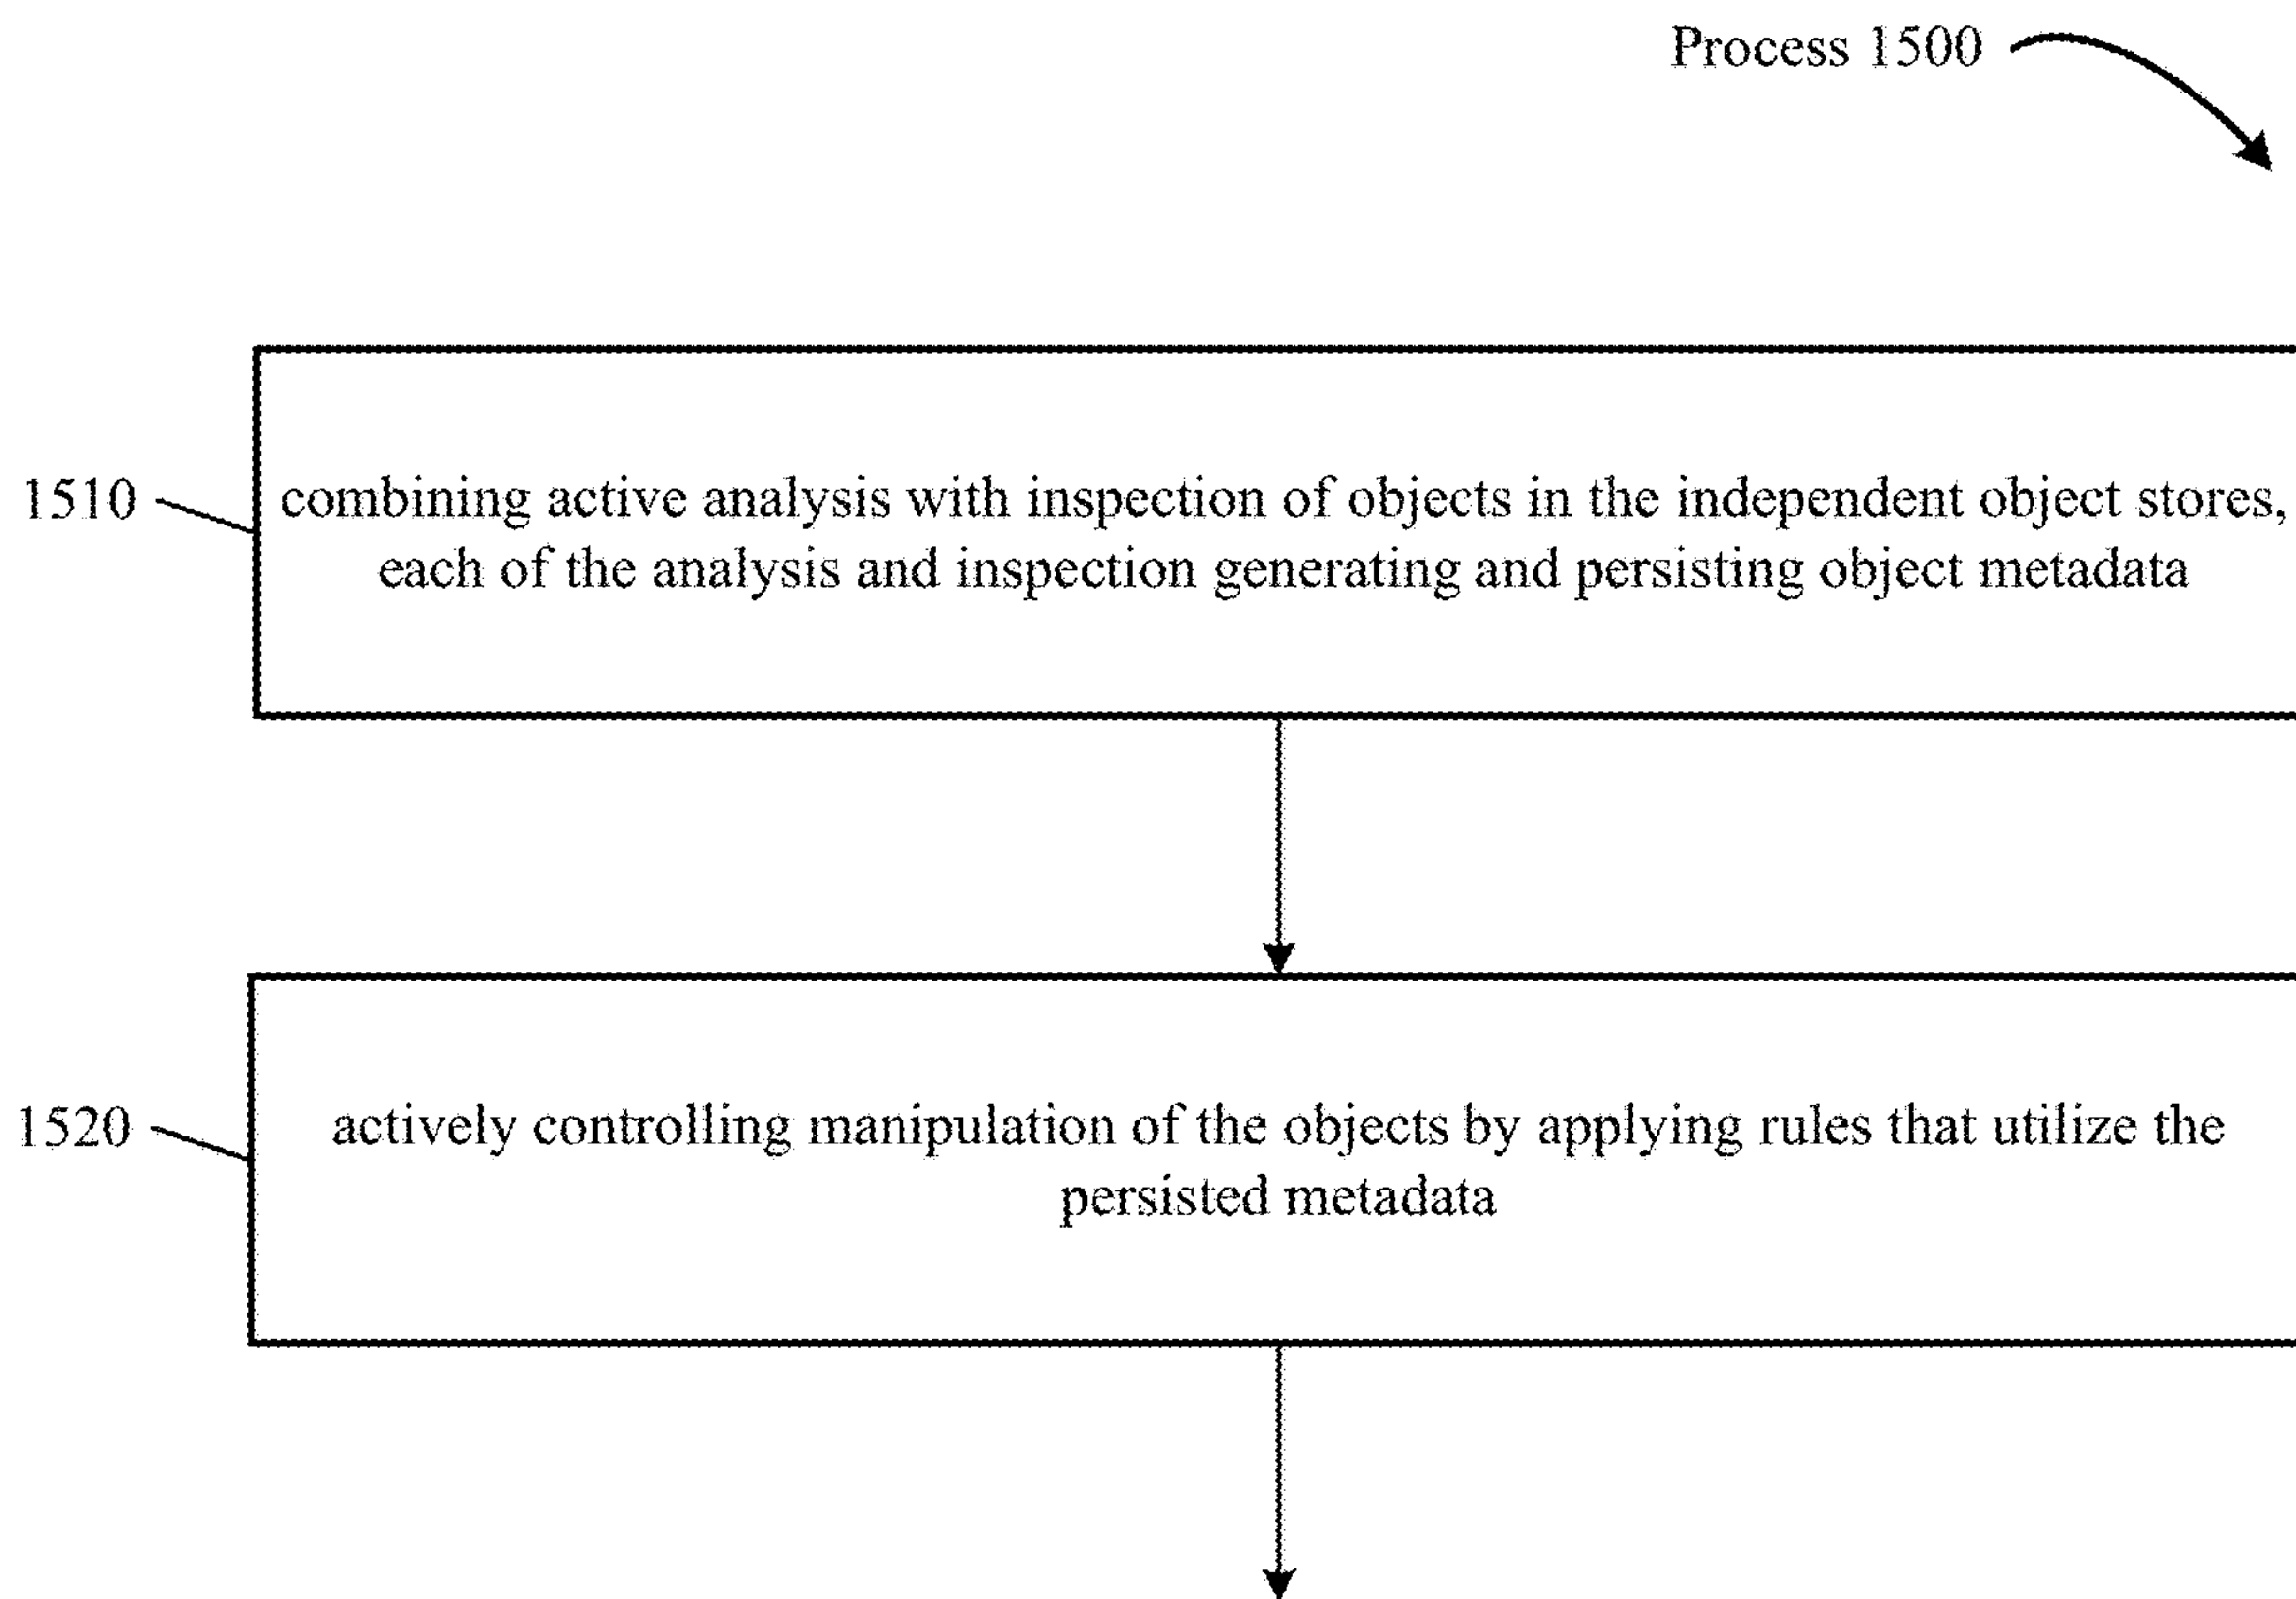 Process 1500
1510
combining active analysis with inspection of objects in the independent object stores,
each of the analysis and inspection generating and persisting object metadata
1520
actively controlling manipulation of the objects by applying rules that utilize the
persisted metadata